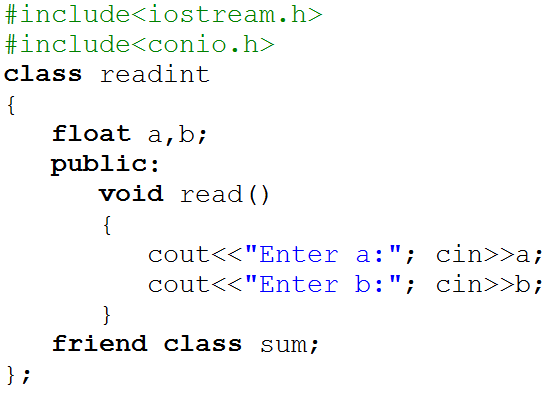 #include<iostream.h>
#include<conio.h>
class readint
{
   float a,b;
   public:
      void read()
      {
         cout<<"Enter a:"; cin>>a;
         cout<<"Enter b:"; cin>>b;
      }
   friend class sum;
};